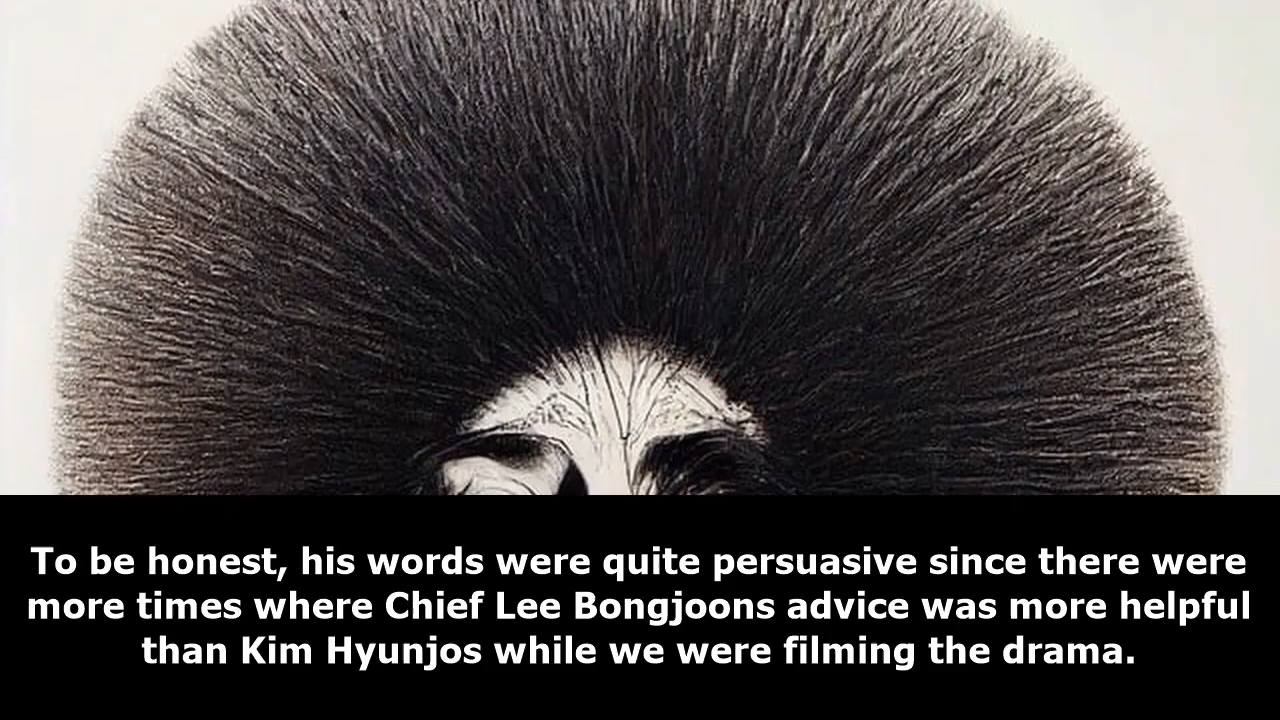 To be honest, his words were quite persuasive since there were
more times where Chief Lee Bongjoons advice was more helpful
than Kim Hyunjos while we were filming the drama.